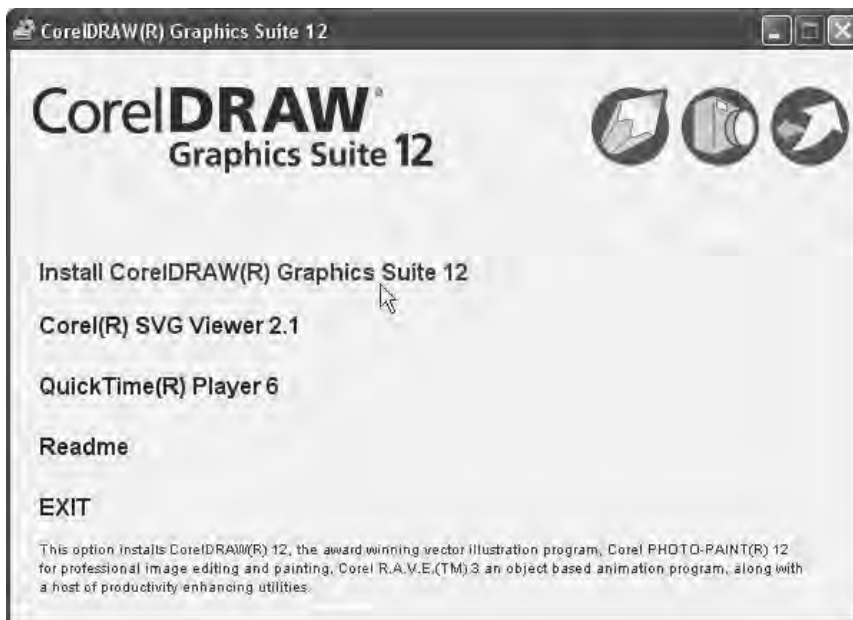 CorelDRAW(R) Graphics Suite 12
CorelDRAW®
Graphics Suite 12
Install CorelDRAW(R) Graphics Suite 12
Corel(R) SVG Viewer 2.1
QuickTime(R) Player 6
Readme
EXIT
This option installs CorelDRAW(R) 12, the award winning vector illustration program, Corel PHOTO-PAINT(R) 12
for professional image editing and painting, Corel R.A.V.E.(TM) 3 an object based animation program, along with
a host of productivity enhancing utilities.